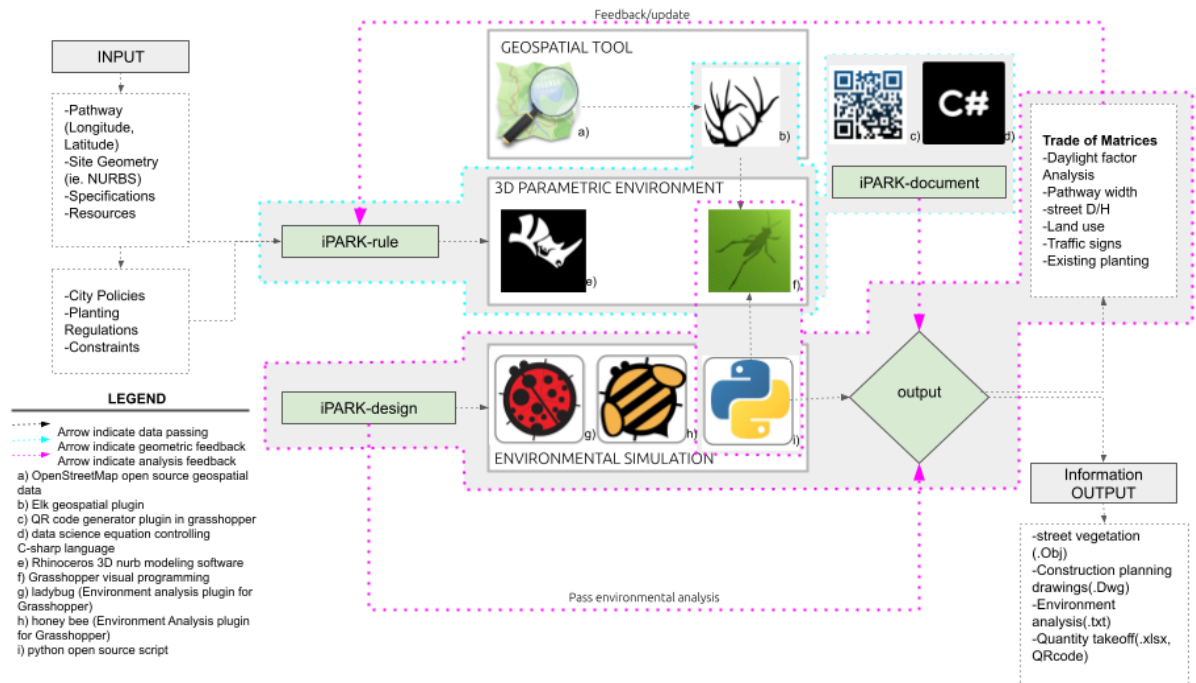 Feedback/update
INPUT
-Pathway
(Longitude,
Latitude)
-Site Geometry
(ie. NURBS)
-Specifications
-Resources
-City Policies
-Planting
Regulations
-Constraints
GEOSPATIAL TOOL
a)
b)
C#
c)
d)
iPARK-document
3D PARAMETRIC ENVIRONMENT
iPARK-rule
e)
f)
Trade of Matrices
-Daylight factor
Analysis
-Pathway width
-street D/H
-Land use
-Traffic signs
-Existing planting
iPARK-design
g)
h)
i)
ENVIRONMENTAL SIMULATION
output
Information
OUTPUT
-street vegetation
(.Obj)
-Construction planning
drawings(.Dwg)
-Environment
analysis(.txt)
-Quantity takeoff(.xlsx,
QRcode)
Pass environmental analysis
LEGEND
Arrow indicate data passing
Arrow indicate geometric feedback
Arrow indicate analysis feedback
a) OpenStreetMap open source geospatial
data
b) Elk geospatial plugin
c) QR code generator plugin in grasshopper
d) data science equation controlling
C-sharp language
e) Rhinoceros 3D nurb modeling software
f) Grasshopper visual programming
g) ladybug (Environment analysis plugin for
Grasshopper)
h) honey bee (Environment Analysis plugin
for Grasshopper)
i) python open source script